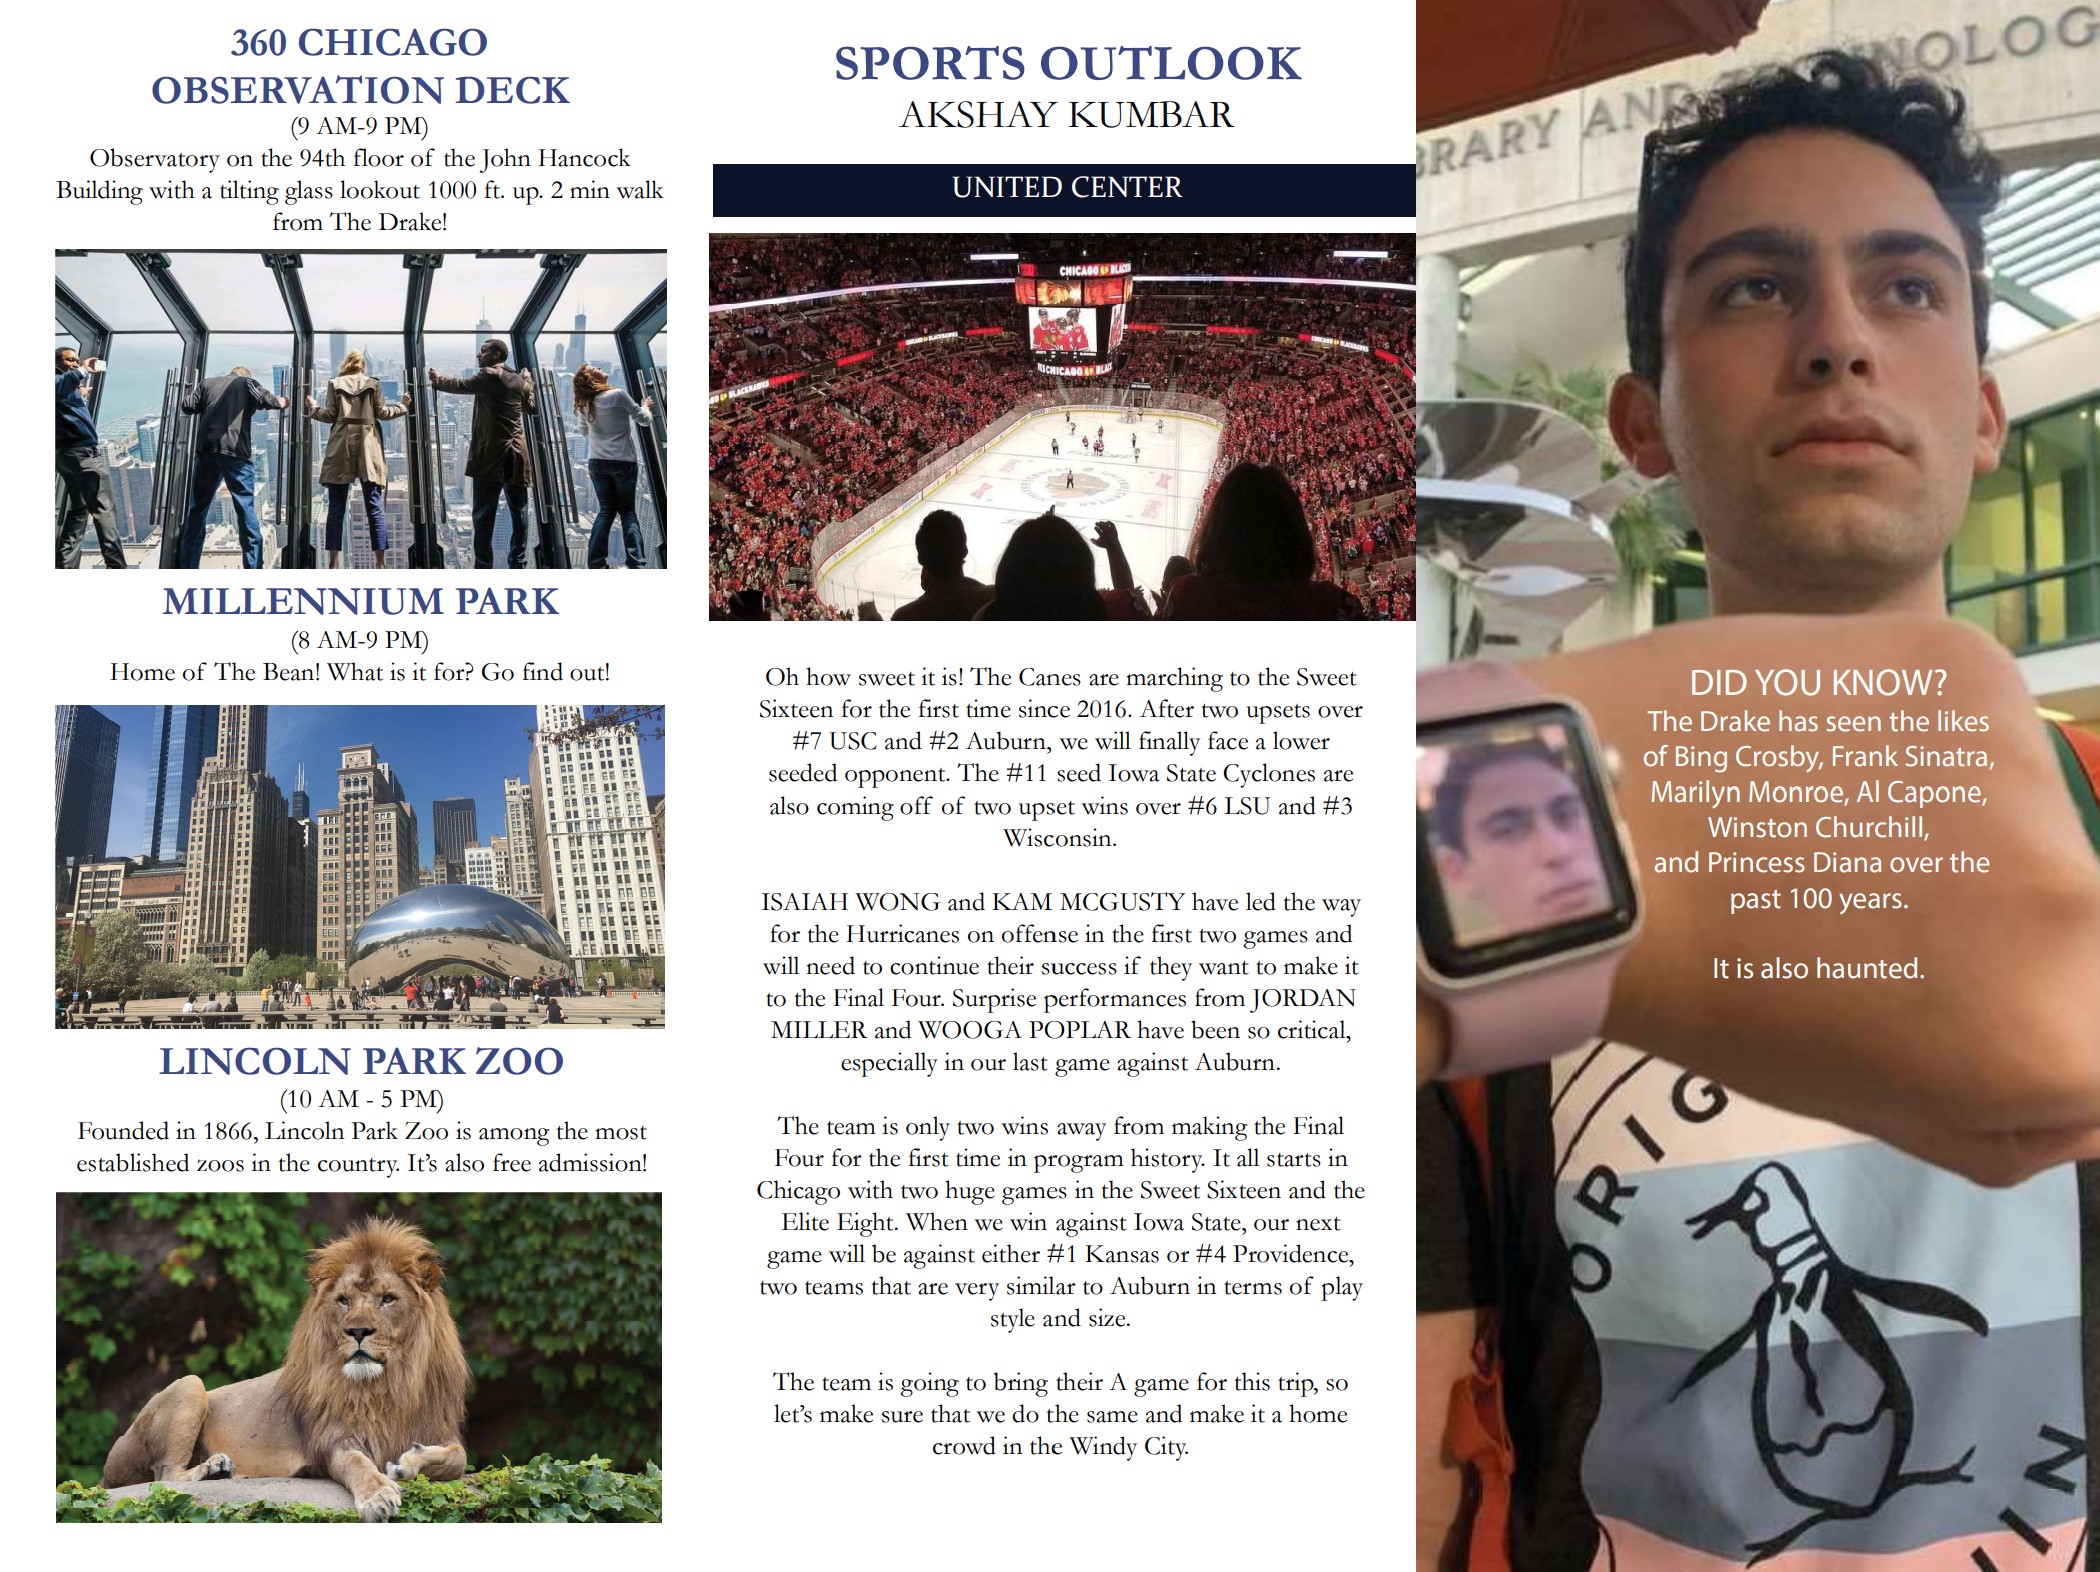 360 CHICAGO
OBSERVATION DECK
(9 AM-9 PM)
Observatory on the 94th floor of the John Hancock
Building with a tilting glass lookout 1000 ft. up. 2 min walk
from The Drake!
MILLENNIUM PARK
(8 AM-9 PM)
Home of The Bean! What is it for? Go find out!
LINCOLN PARK ZOO
(10 AM - 5 PM)
Founded in 1866, Lincoln Park Zoo is among the most
established zoos in the country. It's also free admission!
SPORTS OUTLOOK
AKSHAY KUMBAR
UNITED CENTER
CHICAGO BLACK
CHICAGO BLACKHAWKS
CHICAGO BLACKHAWKS
GO BLACKHAWKS
KS CHICAGO BLAC
Oh how sweet it is! The Canes are marching to the Sweet
Sixteen for the first time since 2016. After two upsets over
#7 USC and #2 Auburn, we will finally face a lower
seeded opponent. The #11 seed Iowa State Cyclones are
also coming off of two upset wins over #6 LSU and #3
Wisconsin.
ISAIAH WONG and KAM MCGUSTY have led the way
for the Hurricanes on offense in the first two games and
will need to continue their success if they want to make it
to the Final Four. Surprise performances from JORDAN
MILLER and WOOGA POPLAR have been so critical,
especially in our last game against Auburn.
The team is only two wins away from making the Final
Four for the first time in program history. It all starts in
Chicago with two huge games in the Sweet Sixteen and the
Elite Eight. When we win against Iowa State, our next
game will be against either #1 Kansas or #4 Providence,
two teams that are very similar to Auburn in terms of play
style and size.
The team is going to bring their A game for this trip, so
let's make sure that we do the same and make it a home
crowd in the Windy City.
BRARY AND TECHNOLOG
DID YOU KNOW?
The Drake has seen the likes
of Bing Crosby, Frank Sinatra,
Marilyn Monroe, Al Capone,
Winston Churchill,
and Princess Diana over the
past 100 years.
It is also haunted.
ORIG
IN